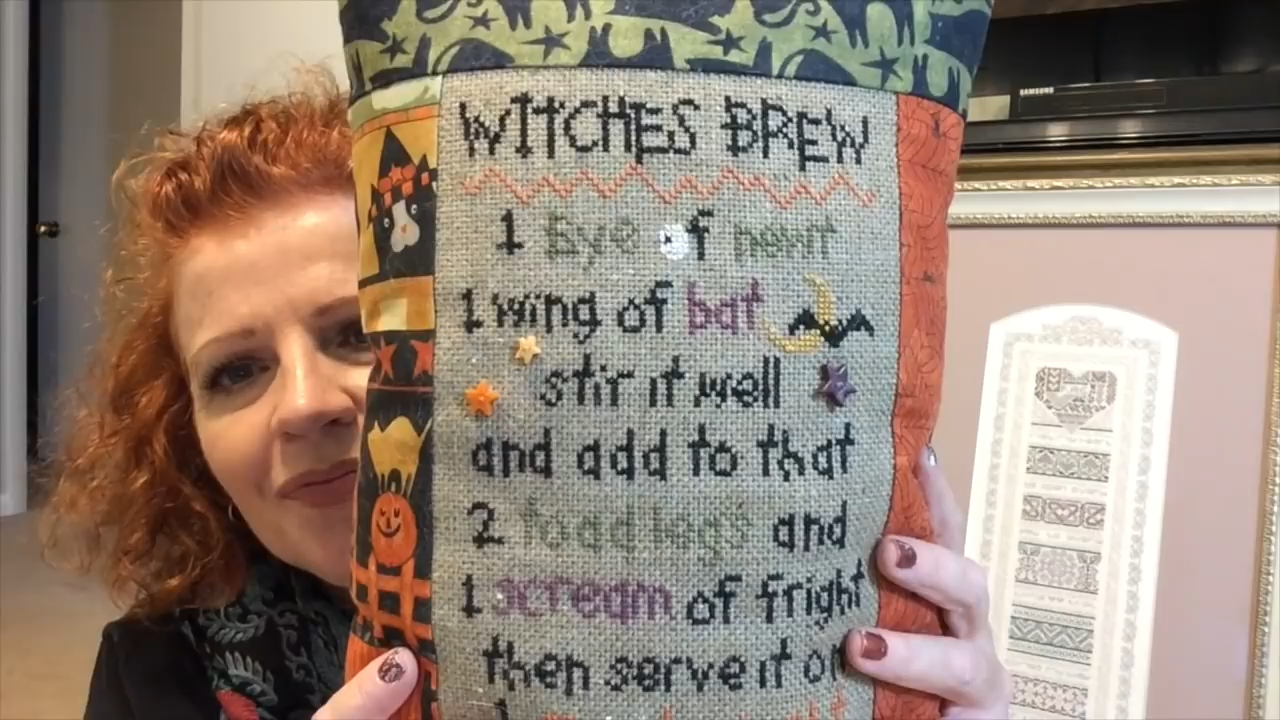 SAMSUNG
WITCHES BREW
1 Eye of newt
1 wing of bat
stir it well
and add to that
2 toad legs and
1 scream of fright
then serve it on